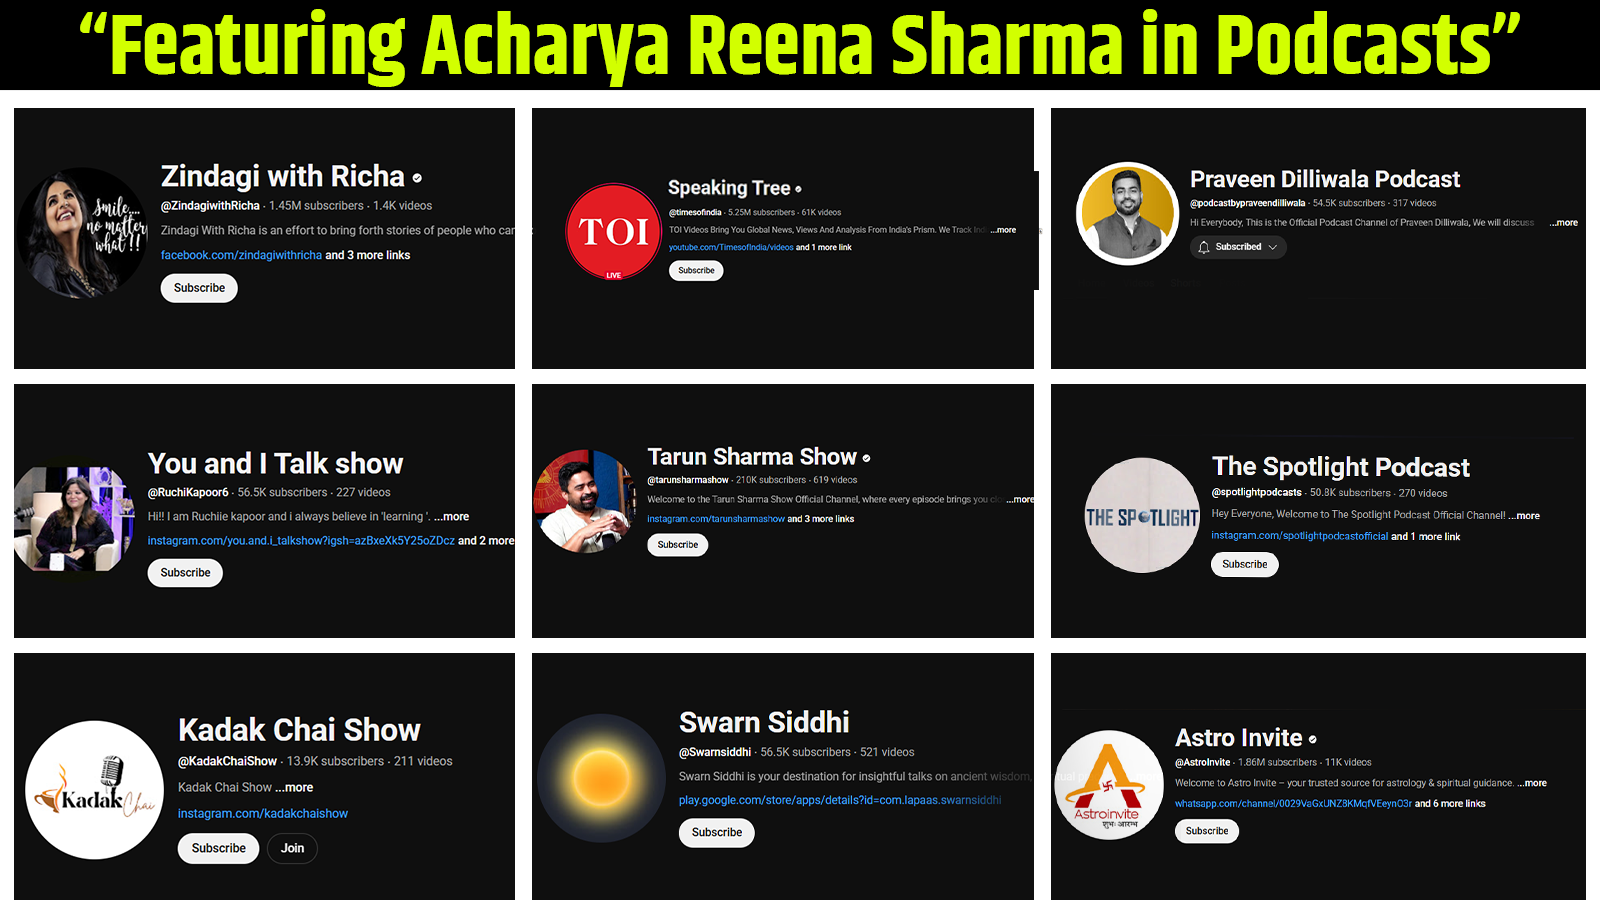 “Featuring Acharya Reena Sharma in Podcasts”
Smile....
no matter
what !!
Zindagi with Richa
@ZindagiwithRicha · 1.45M subscribers · 1.4K videos
Zindagi With Richa is an effort to bring forth stories of people who can
facebook.com/zindagiwithricha and 3 more links
Subscribe
TOI
LIVE
Speaking Tree
@timesofindia · 5.25M subscribers · 61K videos
TOI Videos Bring You Global News, Views And Analysis From India's Prism. We Track Ind ...more
youtube.com/TimesofIndia/videos and 1 more link
Subscribe
Praveen Dilliwala Podcast
@podcastbypraveendilliwala · 54.5K subscribers · 317 videos
Hi Everybody, This is the Official Podcast Channel of Praveen Dilliwala, We will discuss ...more
Subscribed
You and I Talk show
@RuchiKapoor6 · 56.5K subscribers · 227 videos
Hi!! I am Ruchiie kapoor and i always believe in 'learning '. ...more
instagram.com/you.and.i_talkshow?igsh=azBxeXk5Y25oZDcz and 2 more
Subscribe
Tarun Sharma Show
@tarunsharmashow · 210K subscribers · 619 videos
Welcome to the Tarun Sharma Show Official Channel, where every episode brings you clo ...more
instagram.com/tarunsharmashow and 3 more links
Subscribe
THE SPOTLIGHT
The Spotlight Podcast
@spotlightpodcasts · 50.8K subscribers · 270 videos
Hey Everyone, Welcome to The Spotlight Podcast Official Channel! ...more
instagram.com/spotlightpodcastofficial and 1 more link
Subscribe
Kadak Chai
Kadak Chai Show
@KadakChaiShow · 13.9K subscribers · 211 videos
Kadak Chai Show ...more
instagram.com/kadakchaishow
Subscribe Join
Swarn Siddhi
@Swarnsiddhi · 56.5K subscribers · 521 videos
Swarn Siddhi is your destination for insightful talks on ancient wisdom,
play.google.com/store/apps/details?id=com.lapaas.swarnsiddhi
Subscribe
Astroinvite
शुभः आरम्भ
Astro Invite
@AstroInvite · 1.86M subscribers · 11K videos
Welcome to Astro Invite – your trusted source for astrology & spiritual guidance. ...more
whatsapp.com/channel/0029VaGxUNZ8KMqfVEeynO3r and 6 more links
Subscribe